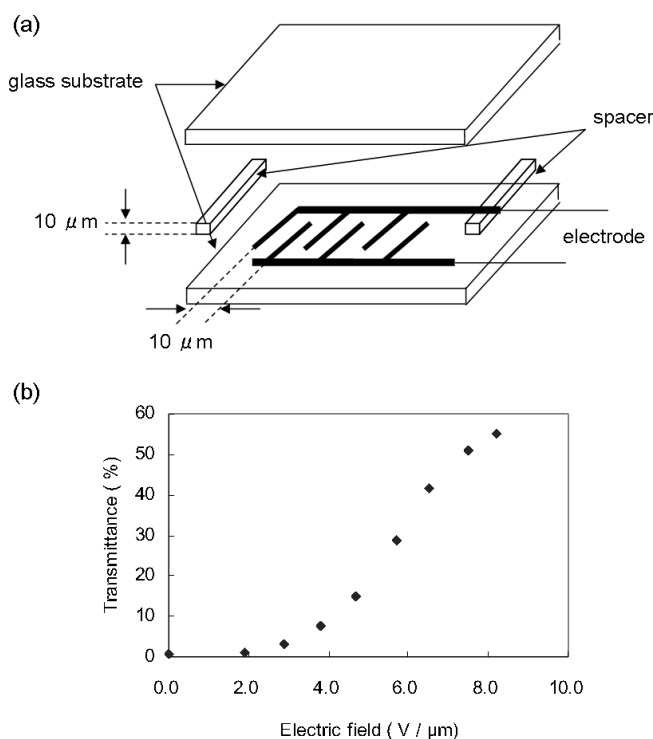 (a)
glass substrate
spacer
10 μm
electrode
10 μm
(b)
60
50
40
30
20
10
0
Transmittance ( % )
0.0 2.0 4.0 6.0 8.0 10.0
Electric field ( V / μm)